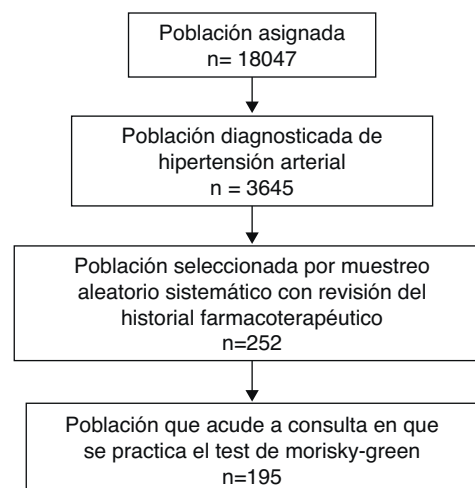 Población asignada
n= 18047
Población diagnosticada de
hipertensión arterial
n = 3645
Población seleccionada por muestreo
aleatorio sistemático con revisión del
historial farmacoterapéutico
n=252
Población que acude a consulta en que
se practica el test de morisky-green
n=195